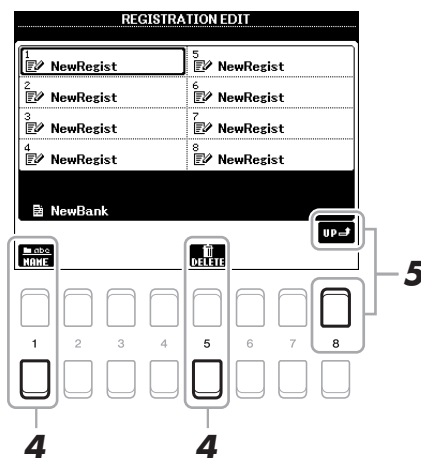 REGISTRATION EDIT
1 NewRegist
5 NewRegist
2 NewRegist
6 NewRegist
3 NewRegist
7 NewRegist
4 NewRegist
8 NewRegist
NewBank
UP
abc
NAME
DELETE
5
1 2 3 4 5 6 7 8
4 4